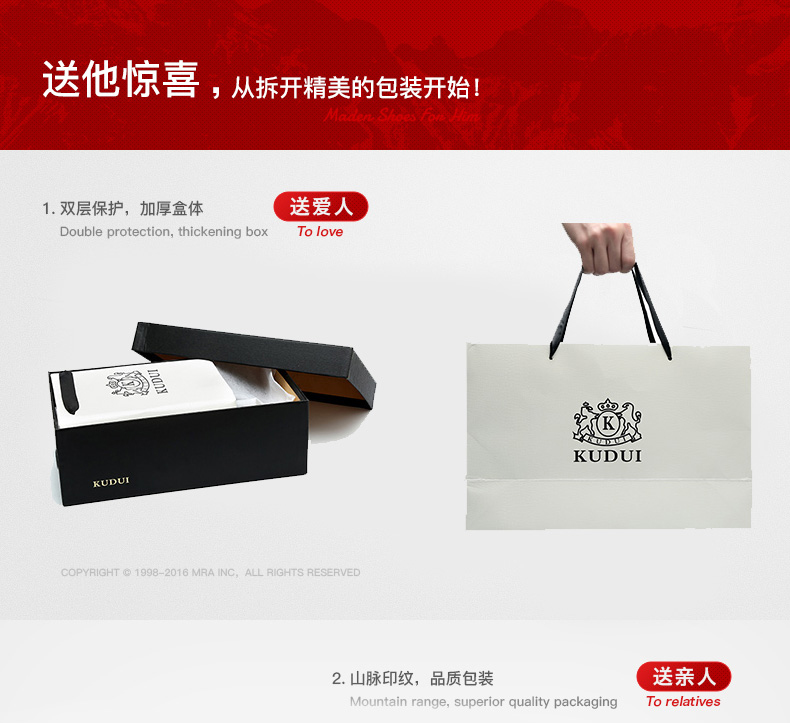 送他惊喜，从拆开精美的包装开始！
Maden Shoes For Him
1. 双层保护，加厚盒体
送爱人
Double protection, thickening box
To love
K
KUDUI
KUDUI
K
KUDUI
KUDUI
COPYRIGHT © 1998-2016 MRA INC，ALL RIGHTS RESERVED
2. 山脉印纹，品质包装
送亲人
Mountain range, superior quality packaging
To relatives